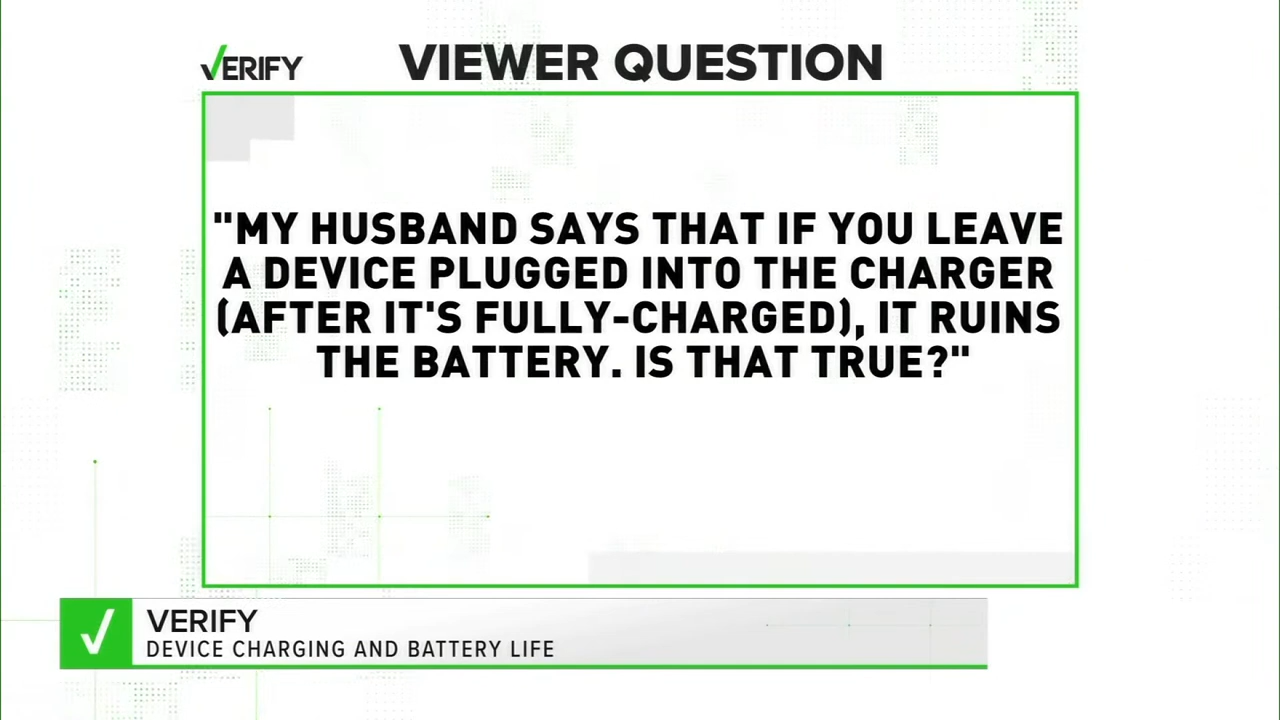 VERIFY
VIEWER QUESTION
"MY HUSBAND SAYS THAT IF YOU LEAVE
A DEVICE PLUGGED INTO THE CHARGER
(AFTER IT'S FULLY-CHARGED), IT RUINS
THE BATTERY. IS THAT TRUE?"
VERIFY
DEVICE CHARGING AND BATTERY LIFE